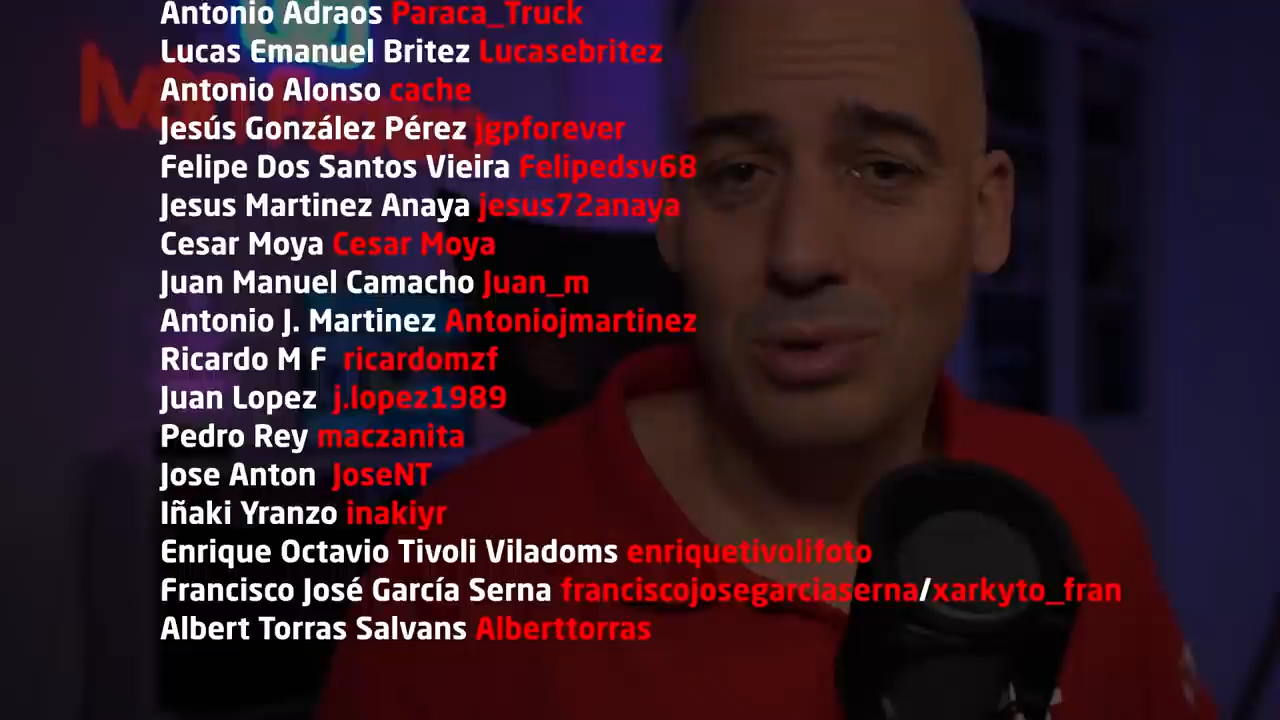 Antonio Adraos Paraca_Truck
Lucas Emanuel Britez Lucasebritez
Antonio Alonso cache
Jesús González Pérez jgpforever
Felipe Dos Santos Vieira Felipedsv68
Jesus Martinez Anaya jesus72anaya
Cesar Moya Cesar Moya
Juan Manuel Camacho Juan_m
Antonio J. Martinez Antoniojmartinez
Ricardo M F ricardomzf
Juan Lopez j.lopez1989
Pedro Rey maczanita
Jose Anton JoseNT
Iñaki Yranzo inakiyr
Enrique Octavio Tivoli Viladoms enriquetivolifoto
Francisco José García Serna franciscojosegarciaserna/xarkyto_fran
Albert Torras Salvans Alberttorras